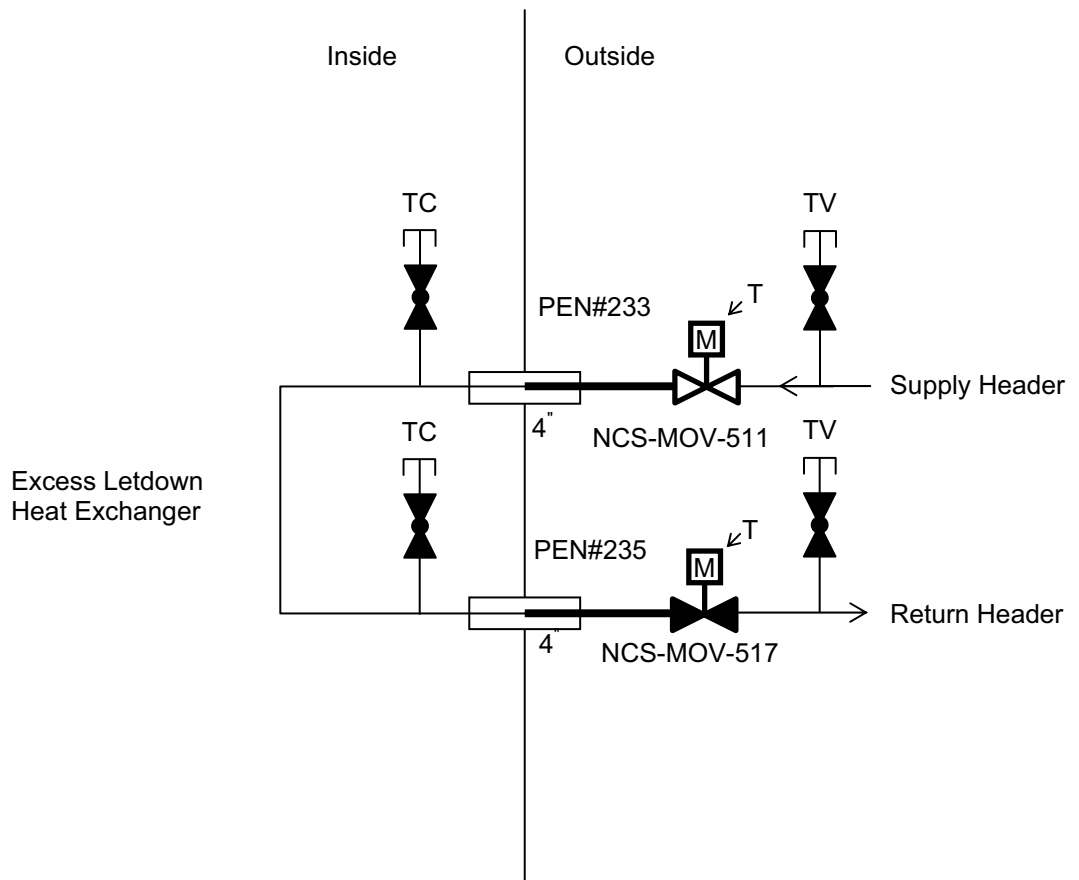 Inside
Outside
TC
TV
PEN#233
T
M
Supply Header
4"
NCS-MOV-511
TC
TV
Excess Letdown
Heat Exchanger
PEN#235
T
M
Return Header
4"
NCS-MOV-517